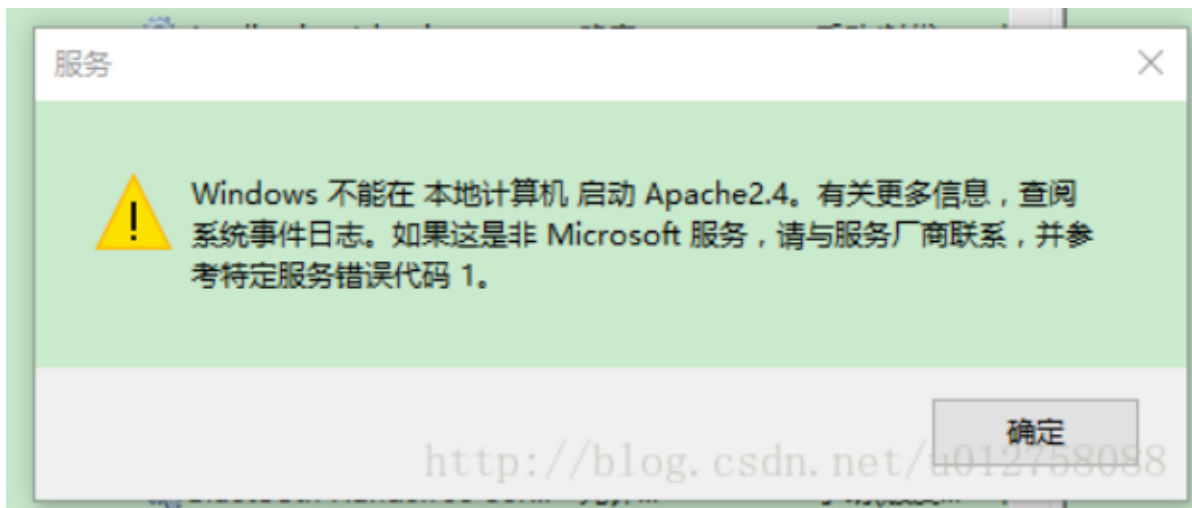 服务
Windows 不能在 本地计算机 启动 Apache2.4。有关更多信息，查阅
系统事件日志。如果这是非 Microsoft 服务，请与服务厂商联系，并参
考特定服务错误代码 1。
确定
http://blog.csdn.net/u012758088